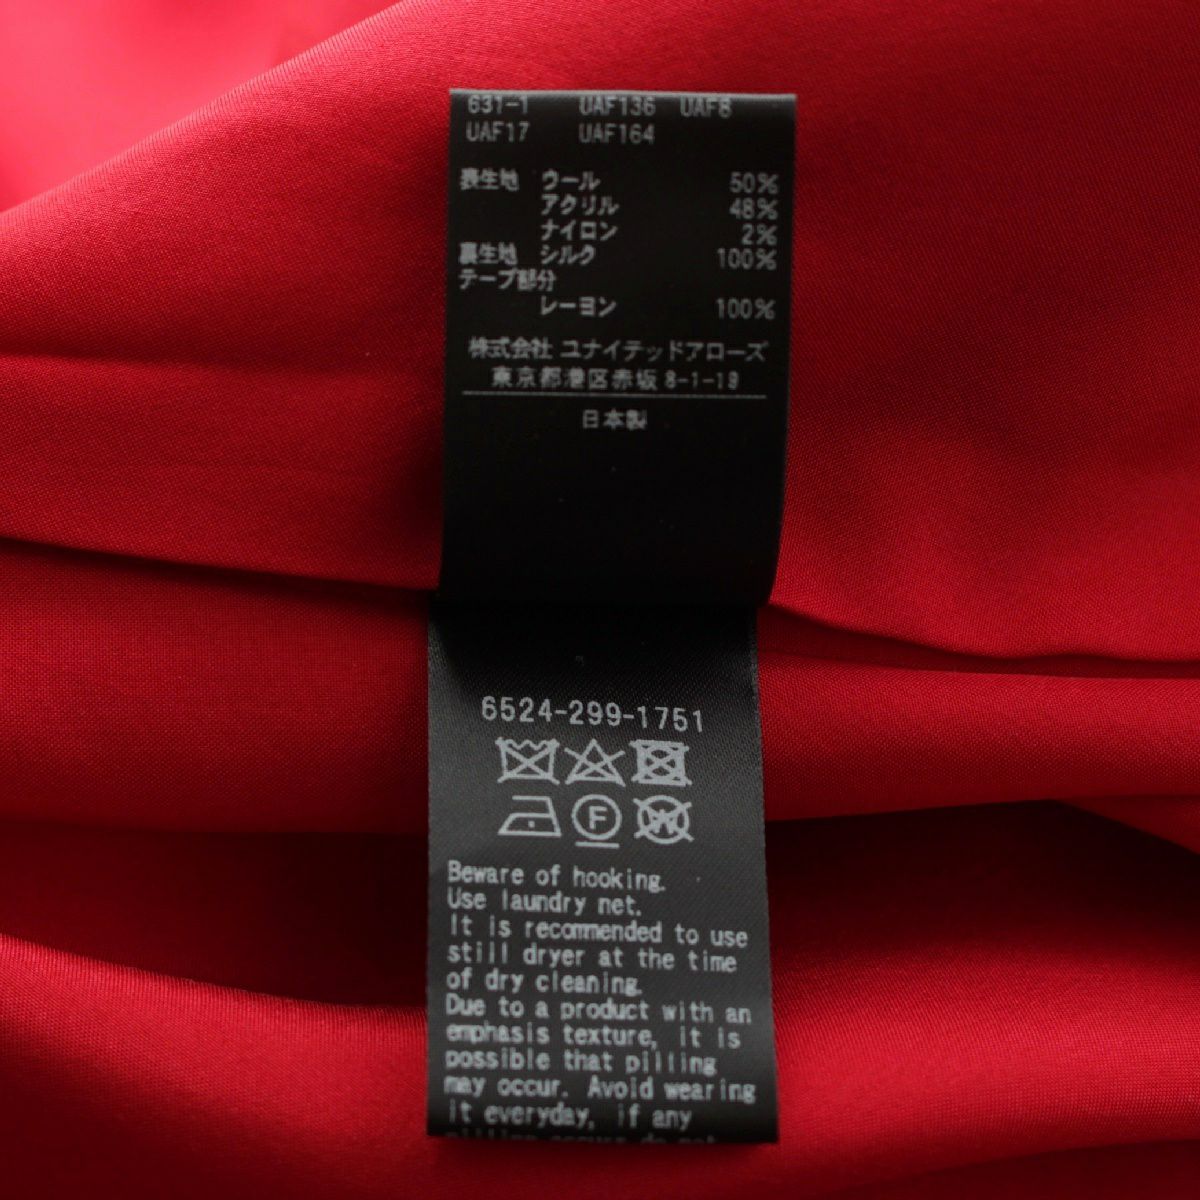 631-1 UAF136 UAF8
UAF17 UAF164
表生地 ウール 50%
アクリル 48%
ナイロン 2%
裏生地 シルク 100%
テープ部分
レーヨン 100%
株式会社 ユナイテッドアローズ
東京都港区赤坂 8-1-19
日本製
6524-299-1751
W
F
Beware of hooking.
Use laundry net.
It is recommended to use
still dryer at the time
of dry cleaning.
Due to a product with an
emphasis texture, it is
possible that pilling
may occur. Avoid wearing
it everyday, if any